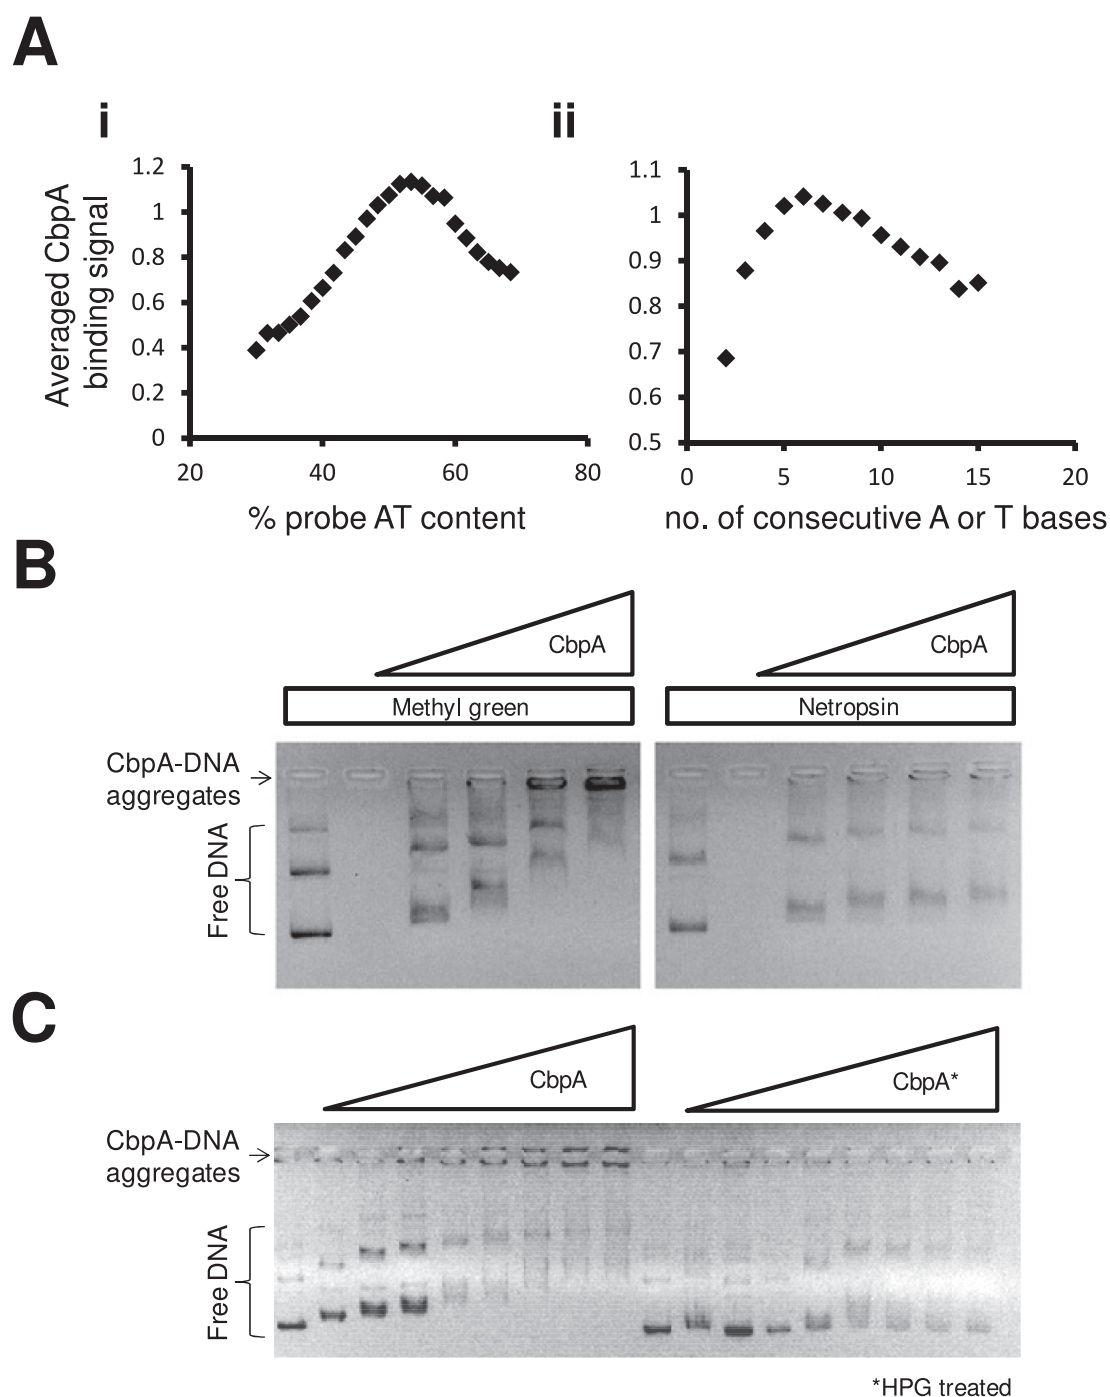 A
i
ii
Averaged CbpA
binding signal
1.2
1
0.8
0.6
0.4
0.2
0
20
40
60
80
% probe AT content
1.1
1
0.9
0.8
0.7
0.6
0.5
0
5
10
15
20
no. of consecutive A or T bases
B
CbpA
CbpA
Methyl green
Netropsin
CbpA-DNA
aggregates
Free DNA
C
CbpA
CbpA*
CbpA-DNA
aggregates
Free DNA
*HPG treated